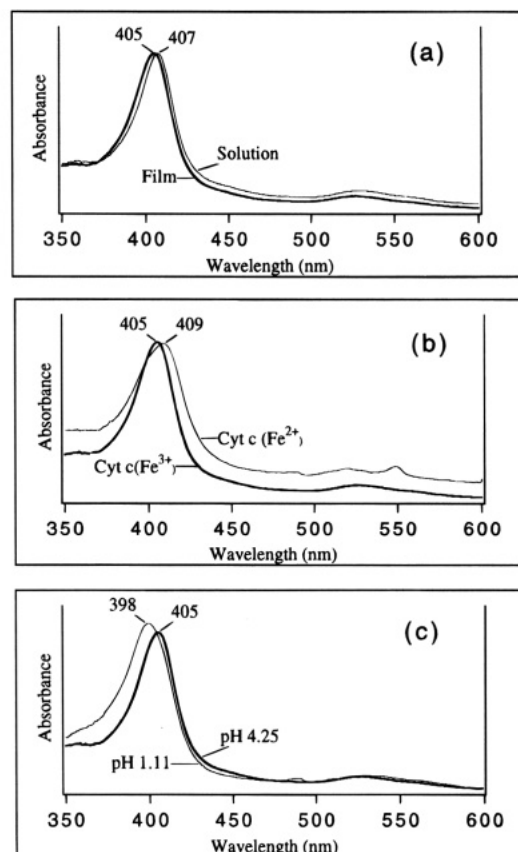 (a)
405 407
Absorbance
Solution
Film
350 400 450 500 550 600
Wavelength (nm)
(b)
405 409
Absorbance
Cyt c (Fe2+)
Cyt c(Fe3+)
350 400 450 500 550 600
Wavelength (nm)
(c)
398 405
Absorbance
pH 4.25
pH 1.11
350 400 450 500 550 600
Wavelength (nm)